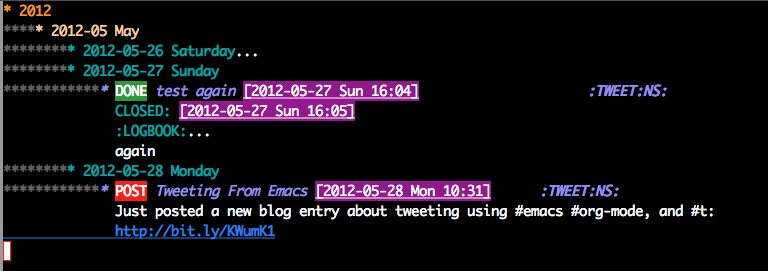 * 2012
***** 2012-05 May
********* 2012-05-26 Saturday...
********* 2012-05-27 Sunday
************* DONE test again [2012-05-27 Sun 16:04] :TWEET:NS:
CLOSED: [2012-05-27 Sun 16:05]
:LOGBOOK:...
again
********* 2012-05-28 Monday
************* POST Tweeting From Emacs [2012-05-28 Mon 10:31] :TWEET:NS:
Just posted a new blog entry about tweeting using #emacs #org-mode, and #t:
http://bit.ly/KWumK1